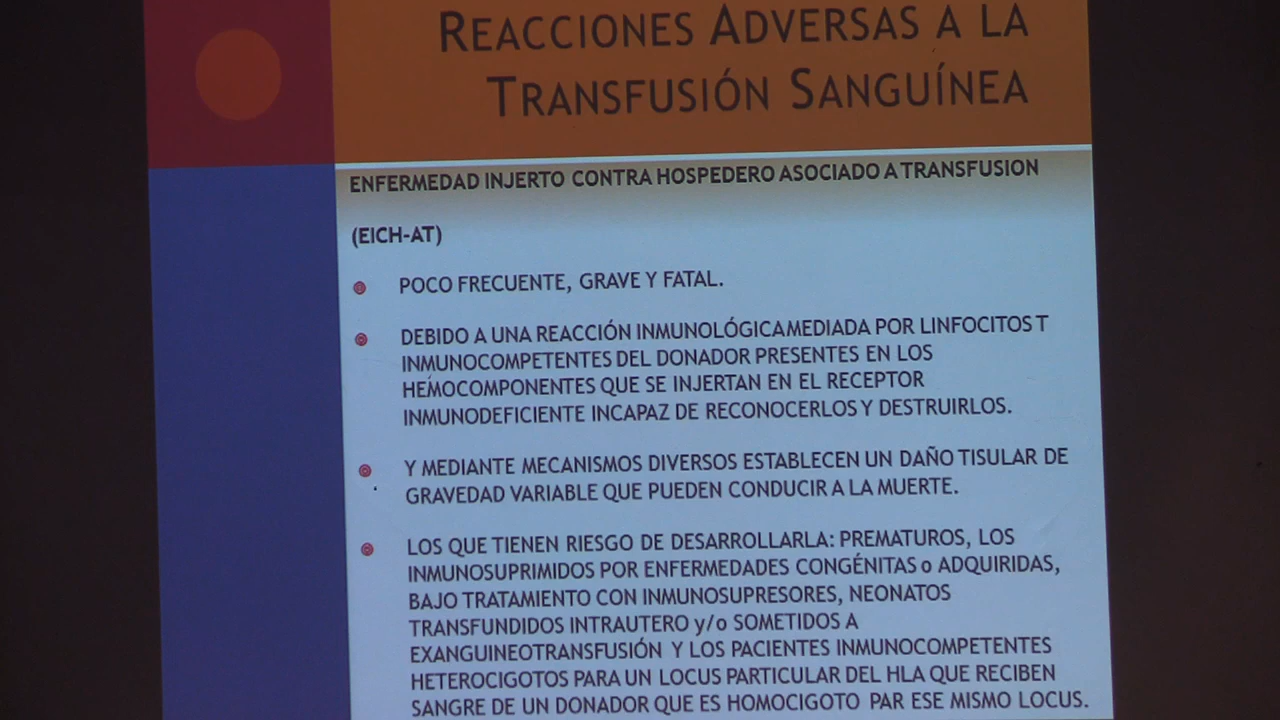 REACCIONES ADVERSAS A LA
TRANSFUSIÓN SANGUÍNEA
ENFERMEDAD INJERTO CONTRA HOSPEDERO ASOCIADO A TRANSFUSION
(EICH-AT)
POCO FRECUENTE, GRAVE Y FATAL.
DEBIDO A UNA REACCIÓN INMUNOLÓGICA MEDIADA POR LINFOCITOS T
INMUNOCOMPETENTES DEL DONADOR PRESENTES EN LOS
HEMOCOMPONENTES QUE SE INJERTAN EN EL RECEPTOR
INMUNODEFICIENTE INCAPAZ DE RECONOCERLOS Y DESTRUIRLOS.
Y MEDIANTE MECANISMOS DIVERSOS ESTABLECEN UN DAÑO TISULAR DE
GRAVEDAD VARIABLE QUE PUEDEN CONDUCIR A LA MUERTE.
LOS QUE TIENEN RIESGO DE DESARROLLARLA: PREMATUROS, LOS
INMUNOSUPRIMIDOS POR ENFERMEDADES CONGÉNITAS o ADQUIRIDAS,
BAJO TRATAMIENTO CON INMUNOSUPRESORES, NEONATOS
TRANSFUNDIDOS INTRAUTERO y/o SOMETIDOS A
EXANGUINEOTRANSFUSIÓN Y LOS PACIENTES INMUNOCOMPETENTES
HETEROCIGOTOS PARA UN LOCUS PARTICULAR DEL HLA QUE RECIBEN
SANGRE DE UN DONADOR QUE ES HOMOCIGOTO PAR ESE MISMO LOCUS.